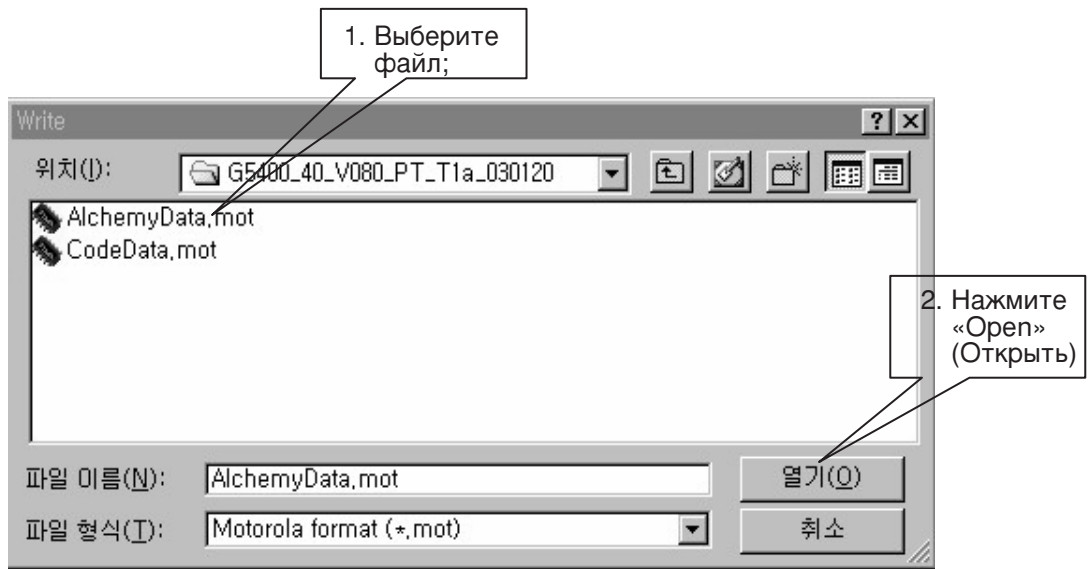 1. Выберите
файл;
Write
위치(I):
G5400_40_V080_PT_T1a_030120
AlchemyData,mot
CodeData,mot
2. Нажмите
«Open»
(Открыть)
파일 이름(N):
AlchemyData,mot
열기(O)
파일 형식(T):
Motorola format (*,mot)
취소